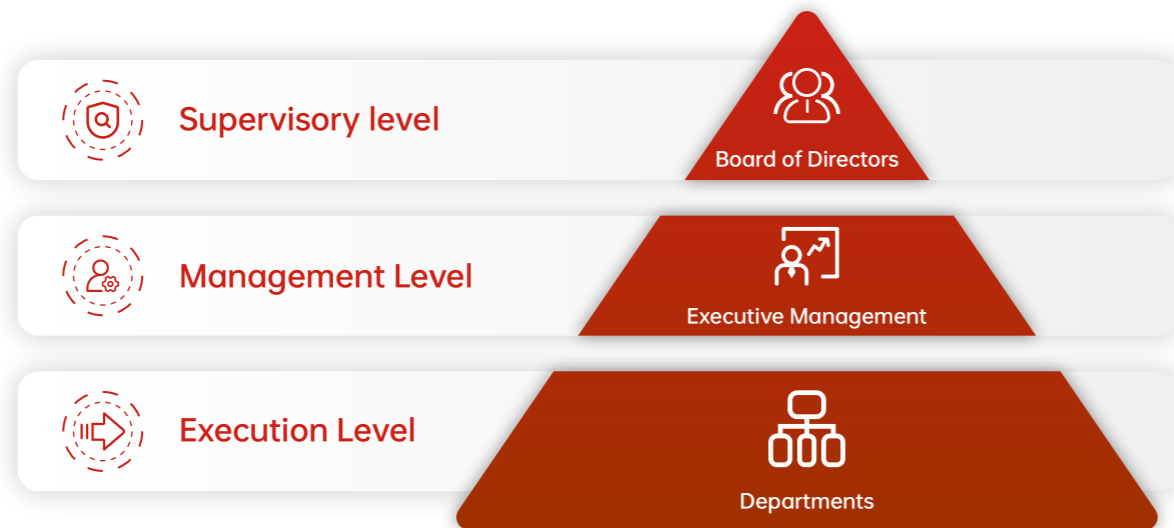 Supervisory level
Board of Directors
Management Level
Executive Management
Execution Level
Departments